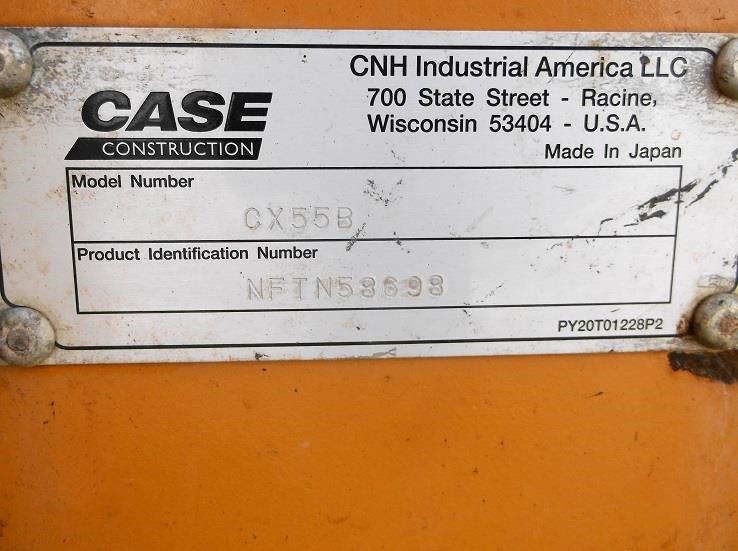 CASE
CONSTRUCTION
CNH Industrial America LLC
700 State Street - Racine,
Wisconsin 53404 - U.S.A.
Made In Japan
Model Number
CX55B
Product Identification Number
NFTN58698
PY20T01228P2